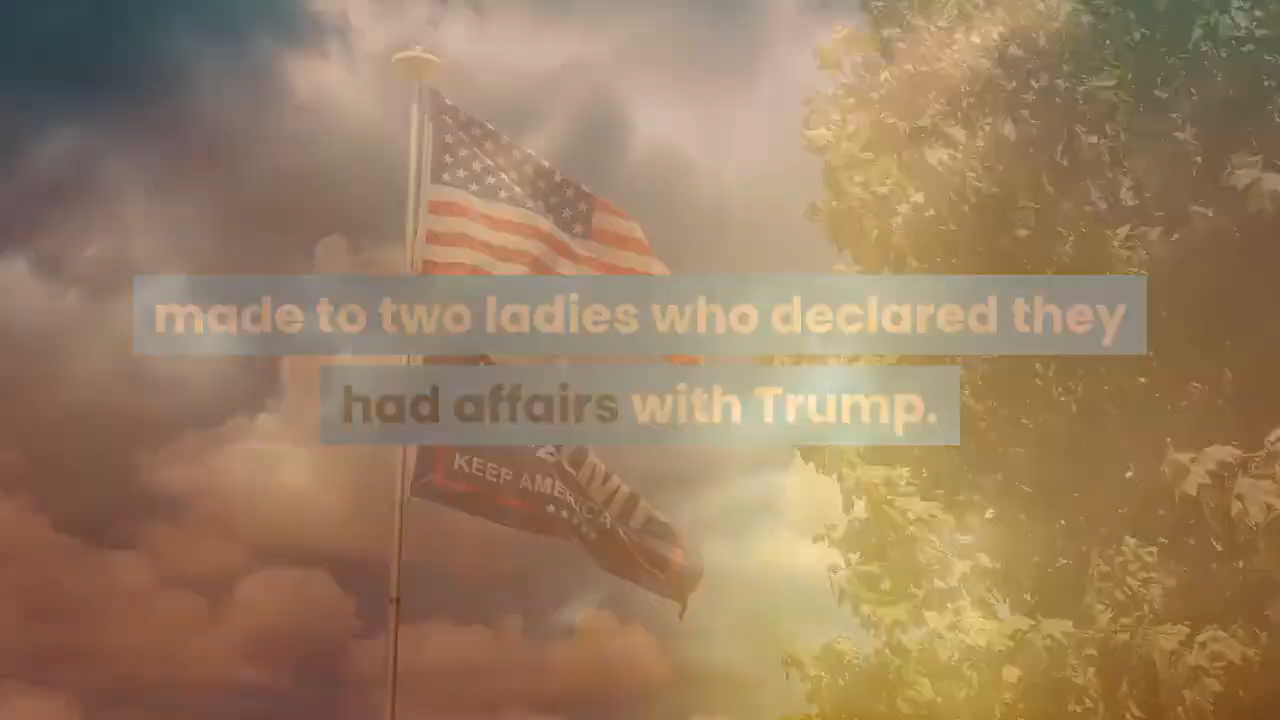 made to two ladies who declared they
had affairs with Trump.
KEEP AMERICA